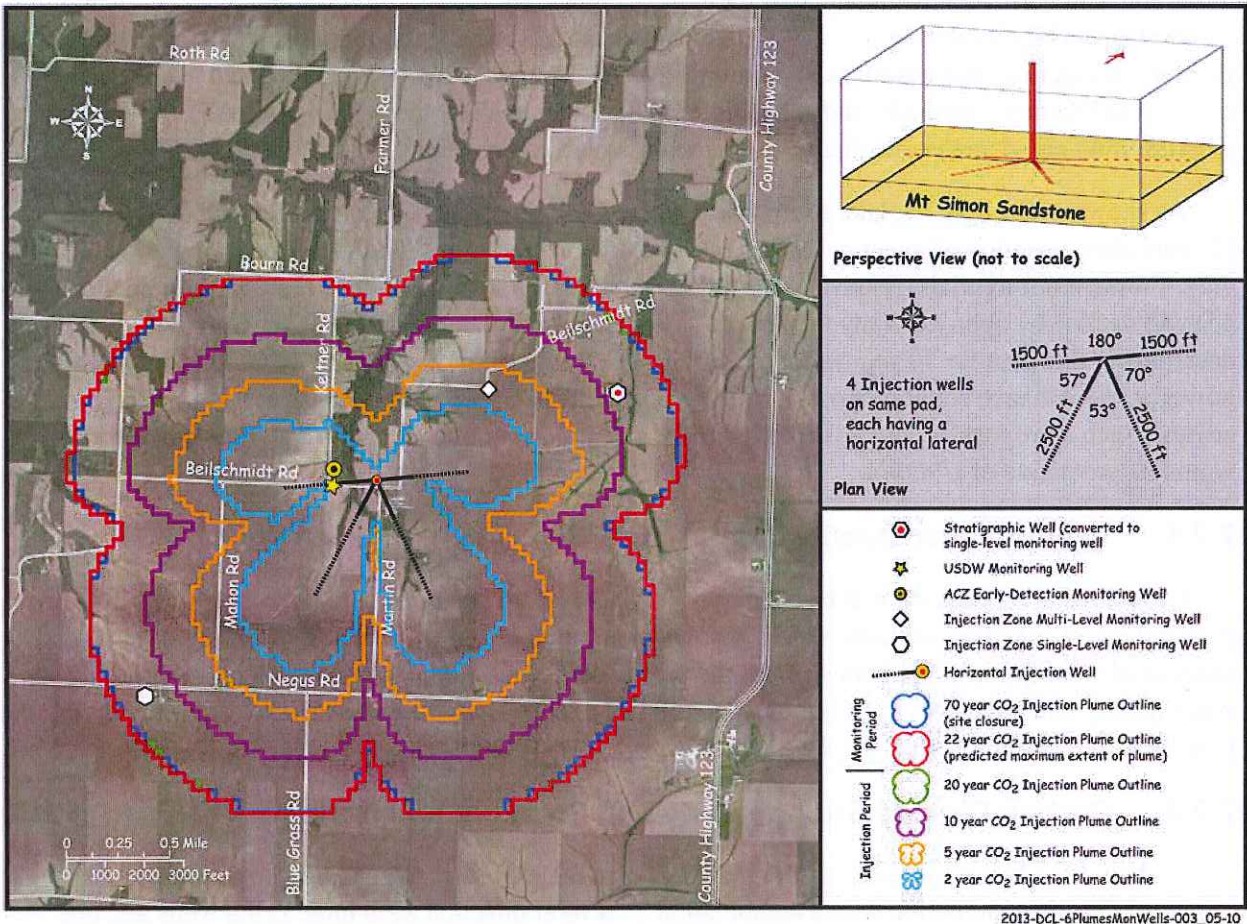 Roth Rd
County Highway 123
Farmer Rd
N
W
E
S
Bourn Rd
Beilschmidt Rd
Keltner Rd
Beilschmidt Rd
Mahon Rd
Martin Rd
Negus Rd
Blue Grass Rd
County Highway 123
0 0.25 0.5 Mile
0 1000 2000 3000 Feet
Mt Simon Sandstone
Perspective View (not to scale)
180°
1500 ft
1500 ft
57°
70°
53°
2500 ft
2500 ft
4 Injection wells
on same pad,
each having a
horizontal lateral
Plan View
Stratigraphic Well (converted to
single-level monitoring well
USDW Monitoring Well
ACZ Early-Detection Monitoring Well
Injection Zone Multi-Level Monitoring Well
Injection Zone Single-Level Monitoring Well
Horizontal Injection Well
Monitoring
Period
70 year CO₂ Injection Plume Outline
(site closure)
22 year CO₂ Injection Plume Outline
(predicted maximum extent of plume)
Injection Period
20 year CO₂ Injection Plume Outline
10 year CO₂ Injection Plume Outline
5 year CO₂ Injection Plume Outline
2 year CO₂ Injection Plume Outline
2013-DCL-6PlumesMonWells-003_05-10